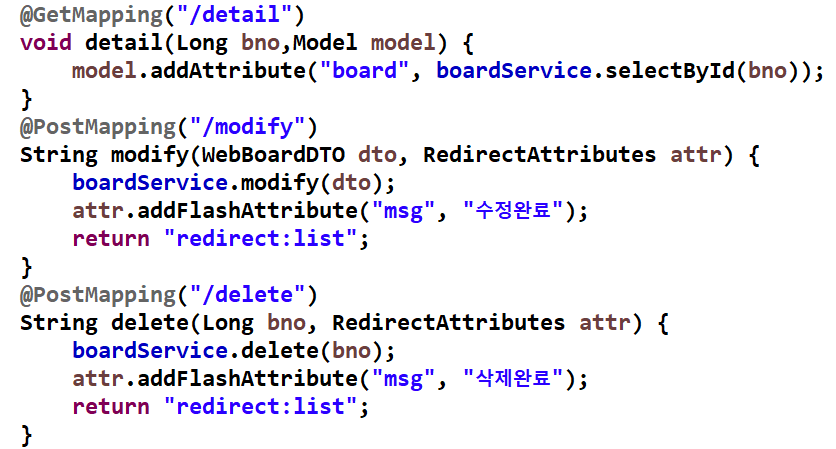 @GetMapping("/detail")
void detail(Long bno,Model model) {
    model.addAttribute("board", boardService.selectById(bno));
}
@PostMapping("/modify")
String modify(WebBoardDTO dto, RedirectAttributes attr) {
    boardService.modify(dto);
    attr.addFlashAttribute("msg", "수정완료");
    return "redirect:list";
}
@PostMapping("/delete")
String delete(Long bno, RedirectAttributes attr) {
    boardService.delete(bno);
    attr.addFlashAttribute("msg", "삭제완료");
    return "redirect:list";
}